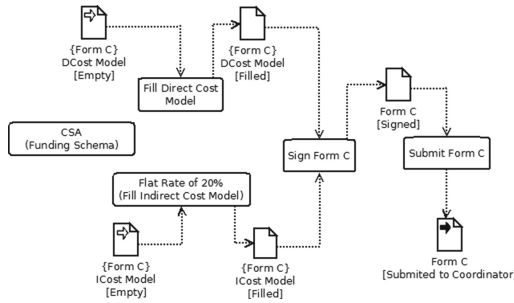 {Form C}
DCost Model
[Empty]
{Form C}
DCost Model
[Filled]
Fill Direct Cost
Model
Form C
[Signed]
CSA
(Funding Schema)
Sign Form C
Submit Form C
Flat Rate of 20%
(Fill Indirect Cost Model)
{Form C}
ICost Model
[Empty]
{Form C}
ICost Model
[Filled]
Form C
[Submited to Coordinator